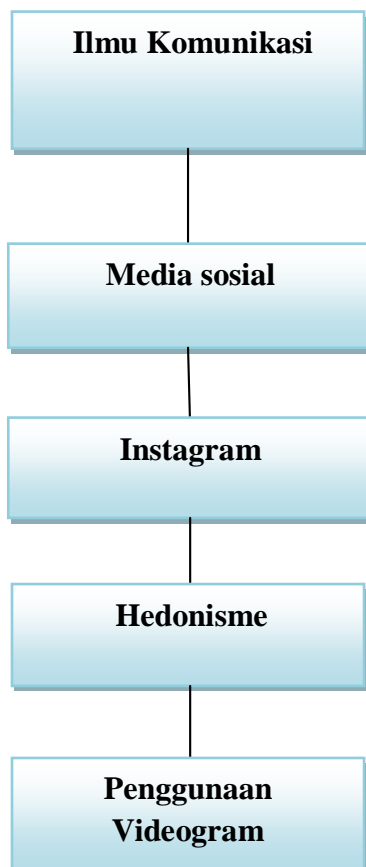 Ilmu Komunikasi
Media sosial
Instagram
Hedonisme
Penggunaan
Videogram